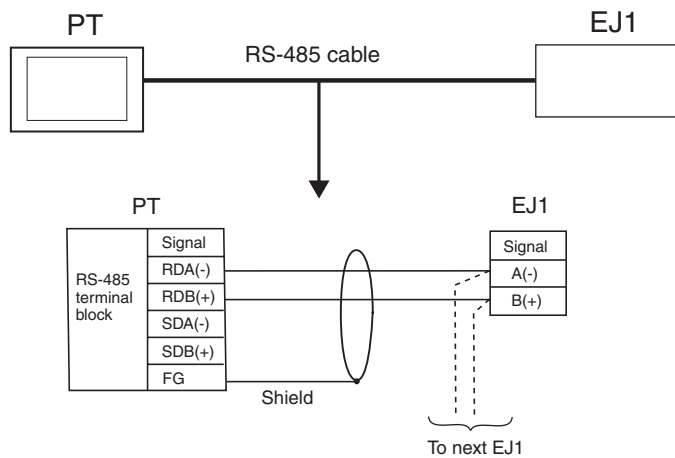 PT
EJ1
RS-485 cable
PT
EJ1
RS-485
terminal
block
Signal
RDA(-)
RDB(+)
SDA(-)
SDB(+)
FG
Shield
Signal
A(-)
B(+)
To next EJ1